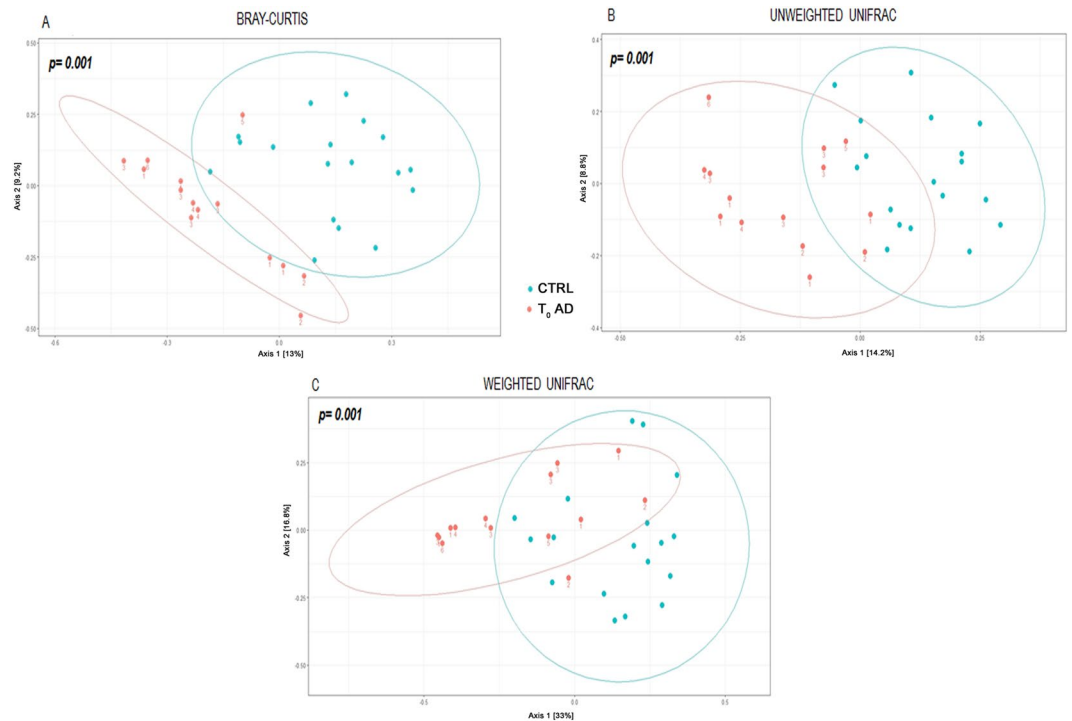 A
BRAY-CURTIS
p= 0.001
0.50
0.25
0.00
-0.25
-0.50
Axis 2 [9.2%]
-0.6
-0.3
0.0
0.3
Axis 1 [13%]
B
UNWEIGHTED UNIFRAC
p= 0.001
0.4
0.2
0.0
-0.2
-0.4
Axis 2 [8.8%]
-0.50
-0.25
0.00
0.25
Axis 1 [14.2%]
CTRL
T0 AD
C
WEIGHTED UNIFRAC
p= 0.001
0.25
0.00
-0.25
-0.50
Axis 2 [16.8%]
-0.5
0.0
0.5
Axis 1 [33%]